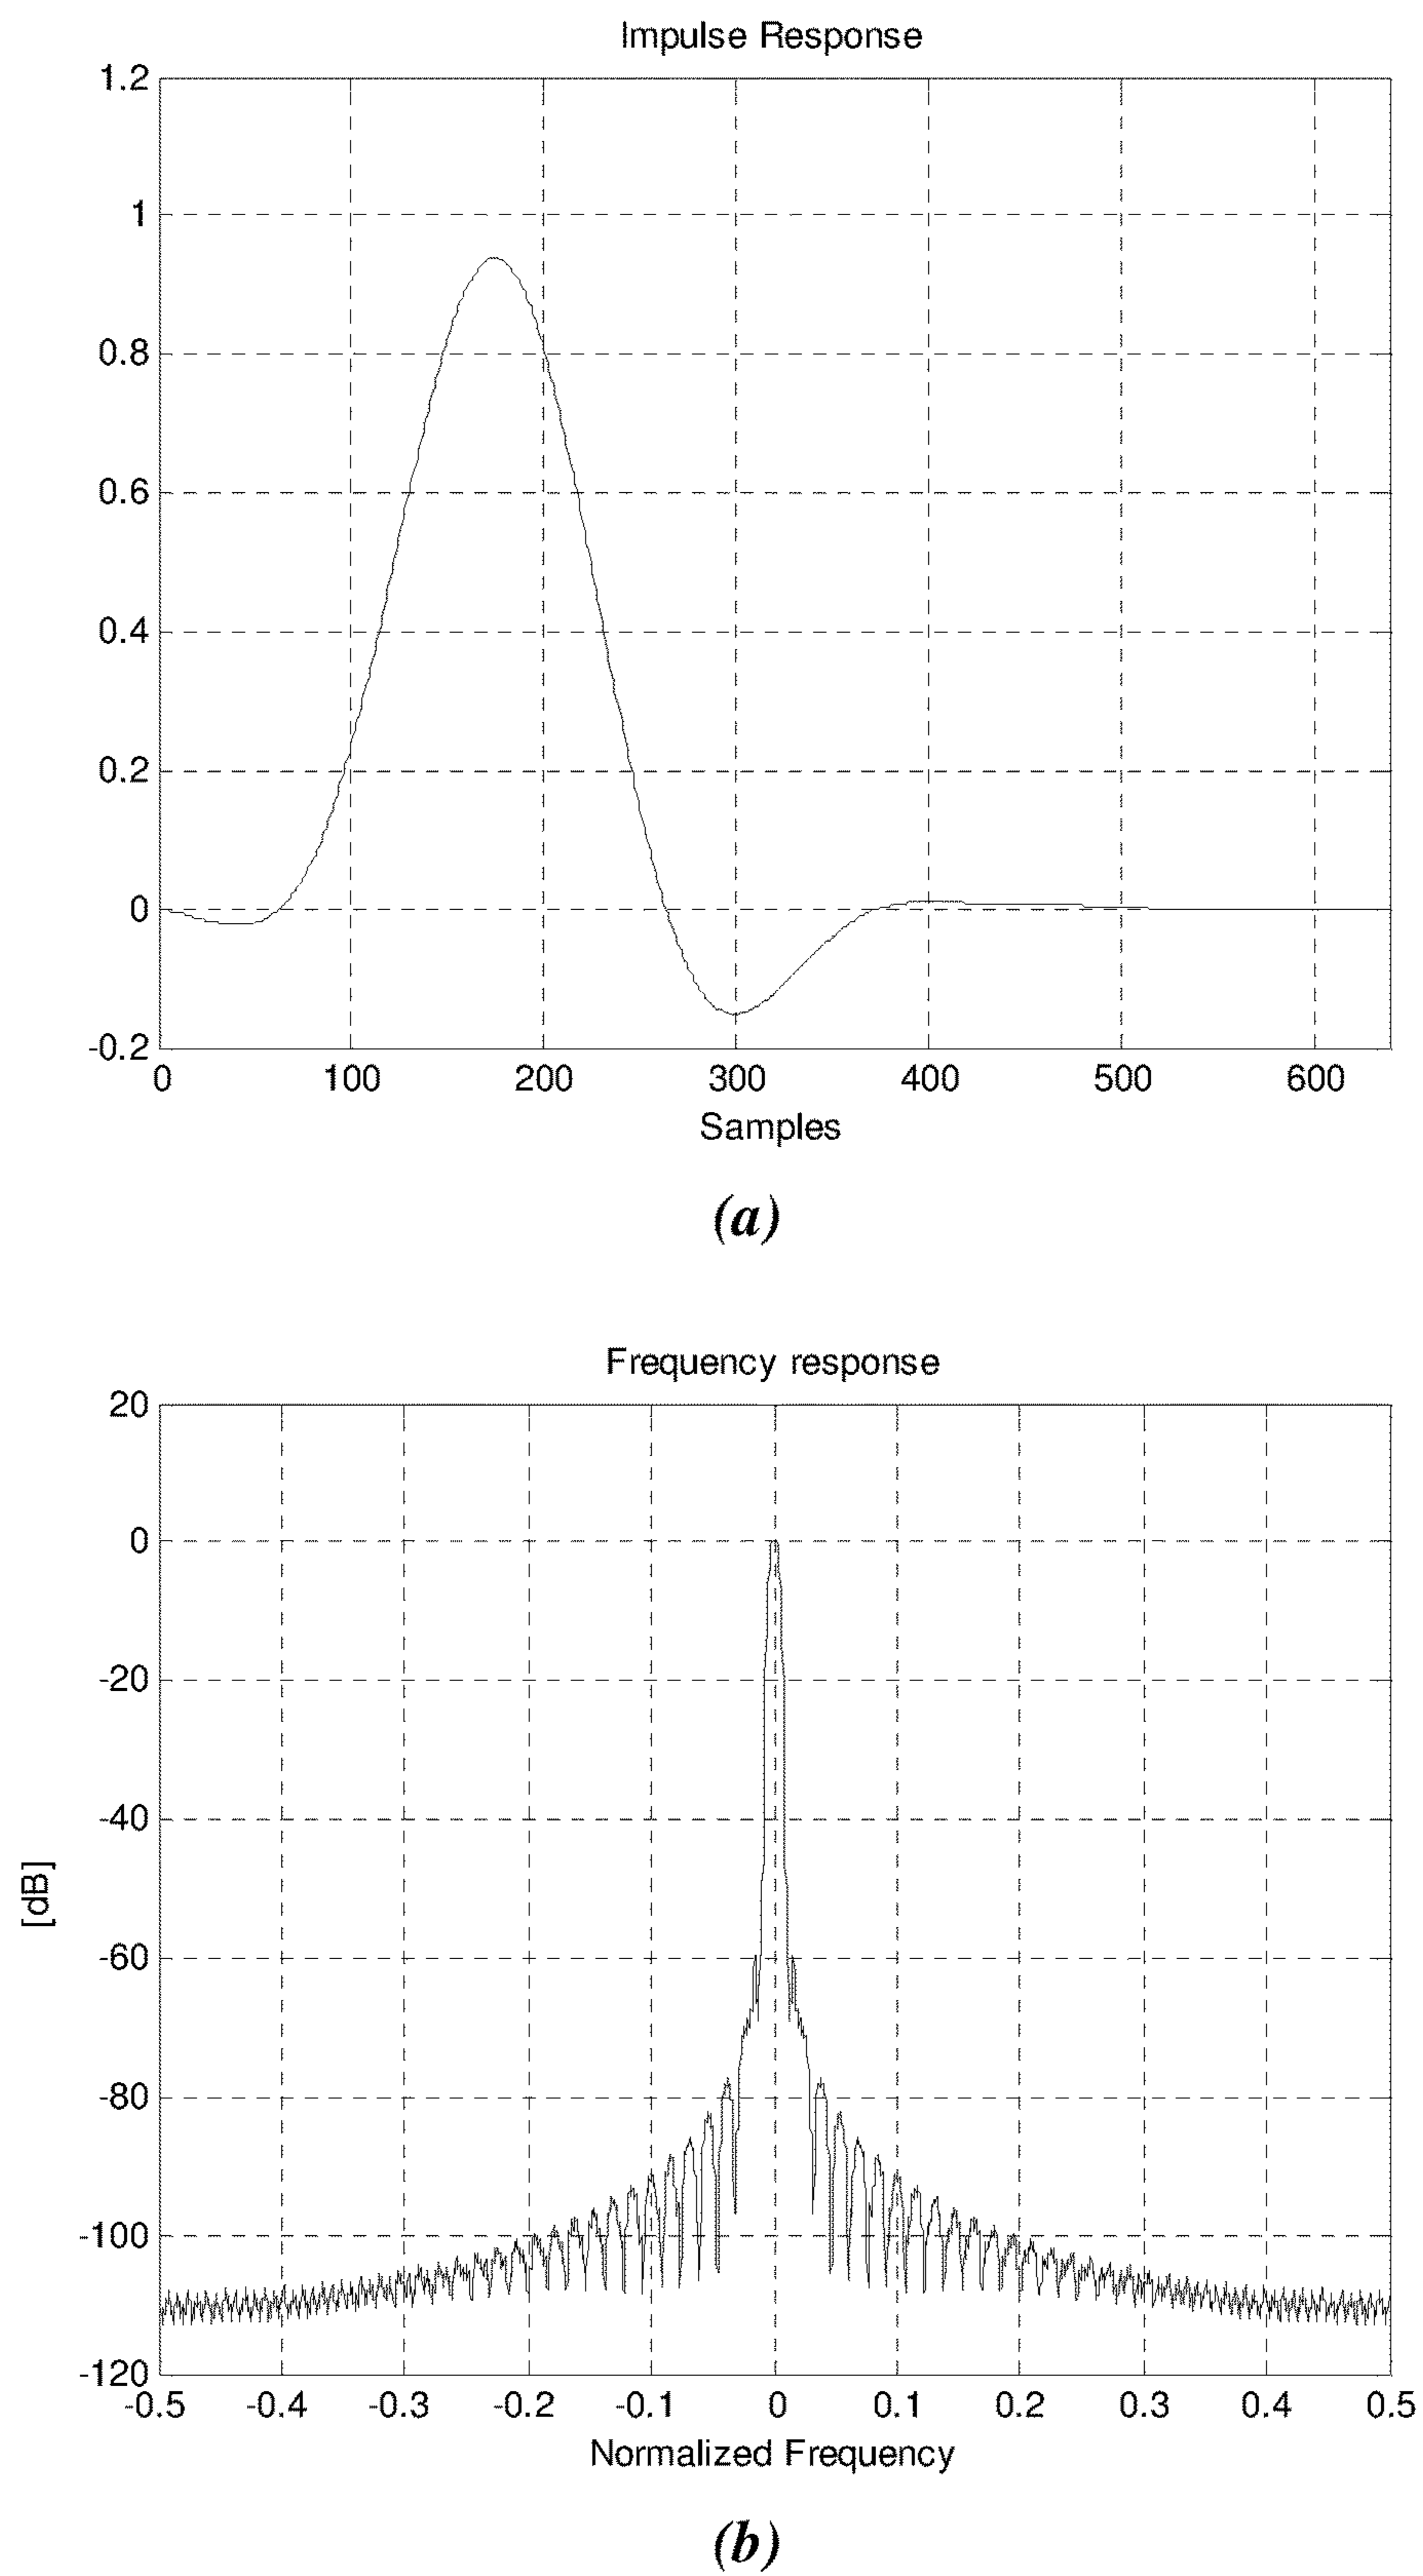 Impulse Response
1.2
1
0.8
0.6
0.4
0.2
0
-0.2
0 100 200 300 400 500 600
Samples
(a)
Frequency response
20
0
-20
-40
-60
-80
-100
-120
[dB]
-0.5 -0.4 -0.3 -0.2 -0.1 0 0.1 0.2 0.3 0.4 0.5
Normalized Frequency
(b)